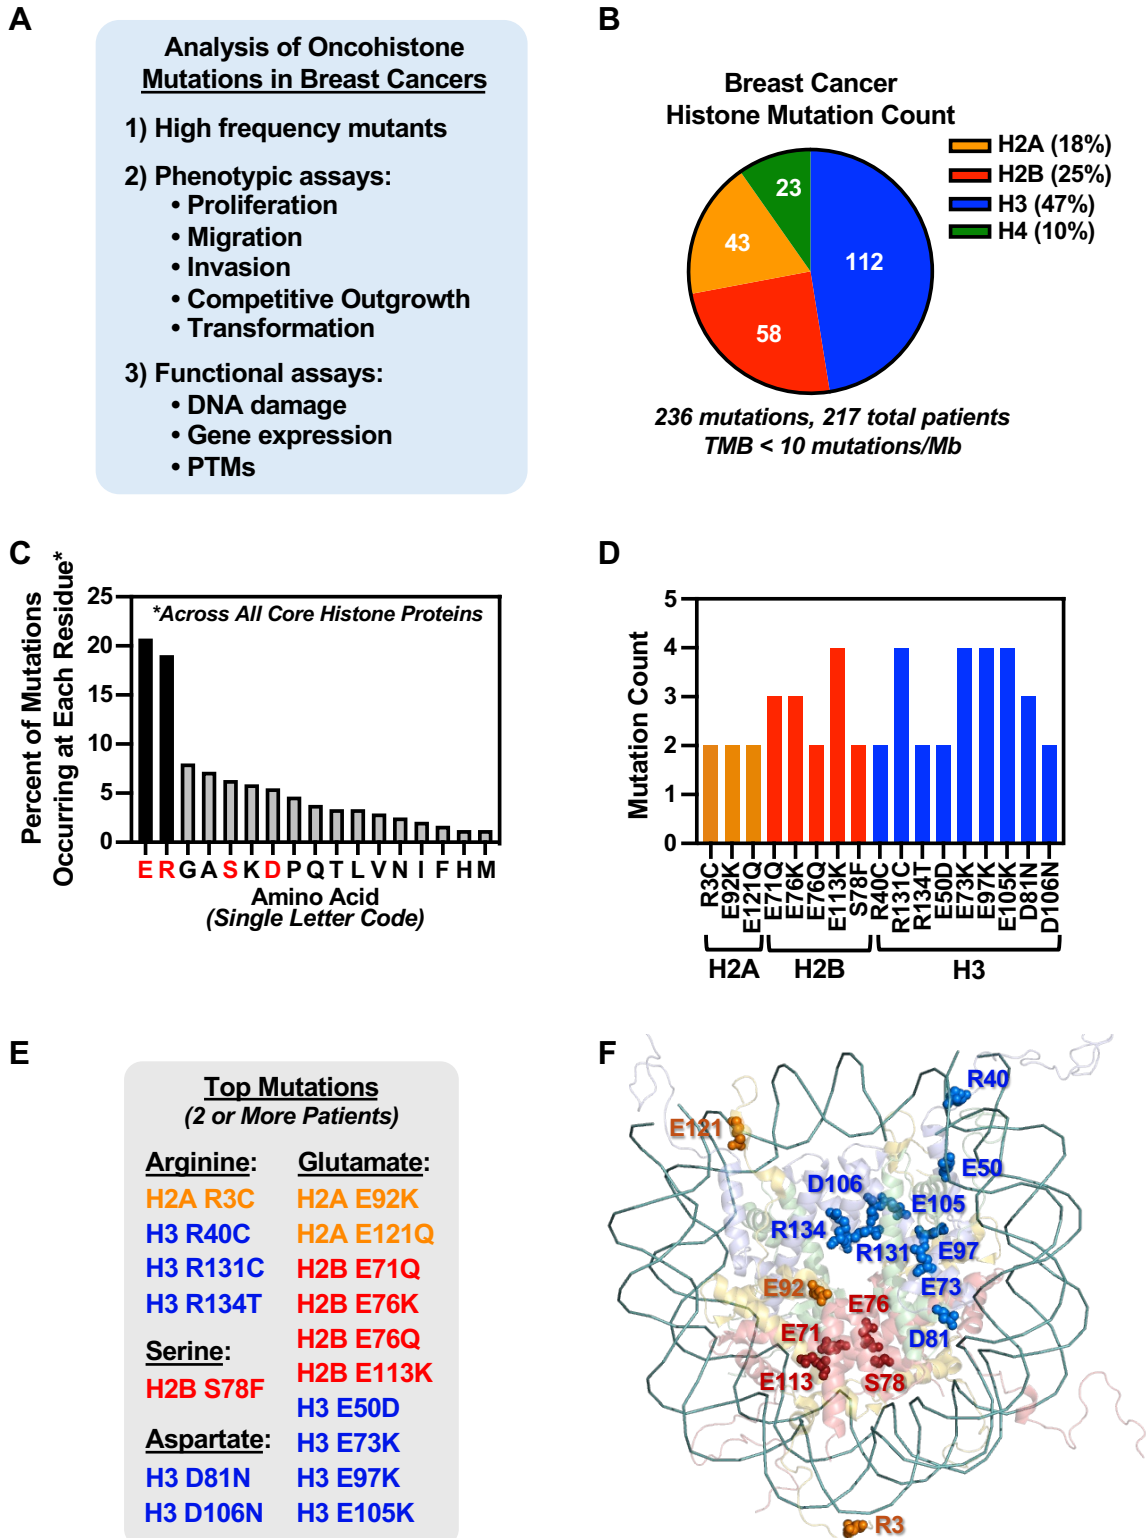 A
Analysis of Oncohistone
Mutations in Breast Cancers
1) High frequency mutants
2) Phenotypic assays:
• Proliferation
• Migration
• Invasion
• Competitive Outgrowth
• Transformation
3) Functional assays:
• DNA damage
• Gene expression
• PTMs
B
Breast Cancer
Histone Mutation Count
H2A (18%)
H2B (25%)
H3 (47%)
H4 (10%)
23
43
112
58
236 mutations, 217 total patients
TMB < 10 mutations/Mb
C
Percent of Mutations
Occurring at Each Residue*
25
20
15
10
5
0
*Across All Core Histone Proteins
E R G A S K D P Q T L V N I F H M
Amino Acid
(Single Letter Code)
D
Mutation Count
5
4
3
2
1
0
R3C
E92K
E121Q
E71Q
E76K
E76Q
E113K
S78F
R40C
R131C
R134T
E50D
E73K
E97K
E105K
D81N
D106N
H2A
H2B
H3
E
Top Mutations
(2 or More Patients)
Arginine:
H2A R3C
H3 R40C
H3 R131C
H3 R134T
Serine:
H2B S78F
Aspartate:
H3 D81N
H3 D106N
Glutamate:
H2A E92K
H2A E121Q
H2B E71Q
H2B E76K
H2B E76Q
H2B E113K
H3 E50D
H3 E73K
H3 E97K
H3 E105K
F
R40
E121
E50
D106
E105
R134
R131
E97
E73
E92
E76
E71
D81
E113
S78
R3